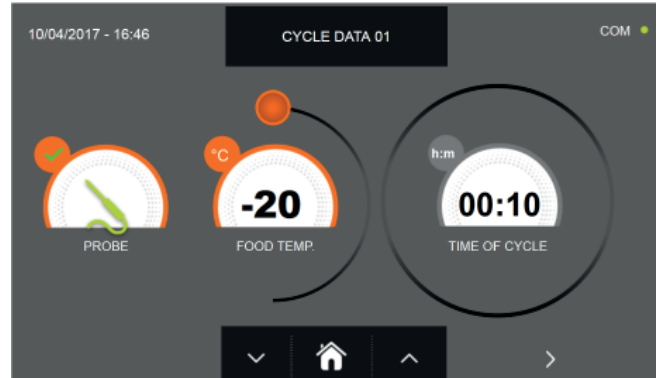 10/04/2017 - 16:46
CYCLE DATA 01
COM
°C
-20
h:m
00:10
PROBE
FOOD TEMP.
TIME OF CYCLE